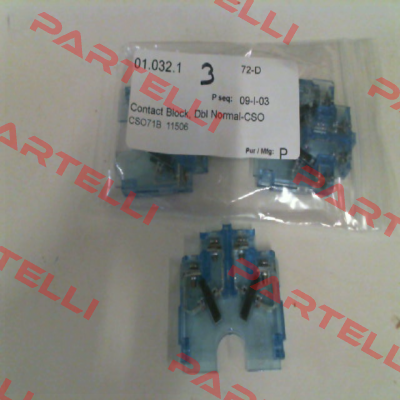 01.032.1 3 72-D
P seq: 09-I-03
Contact Block, Dbl Normal-CSO
CSO71B 11506
Pur / Mfg: P
PARTELLI
PARTELLI
PARTELLI
PARTELLI